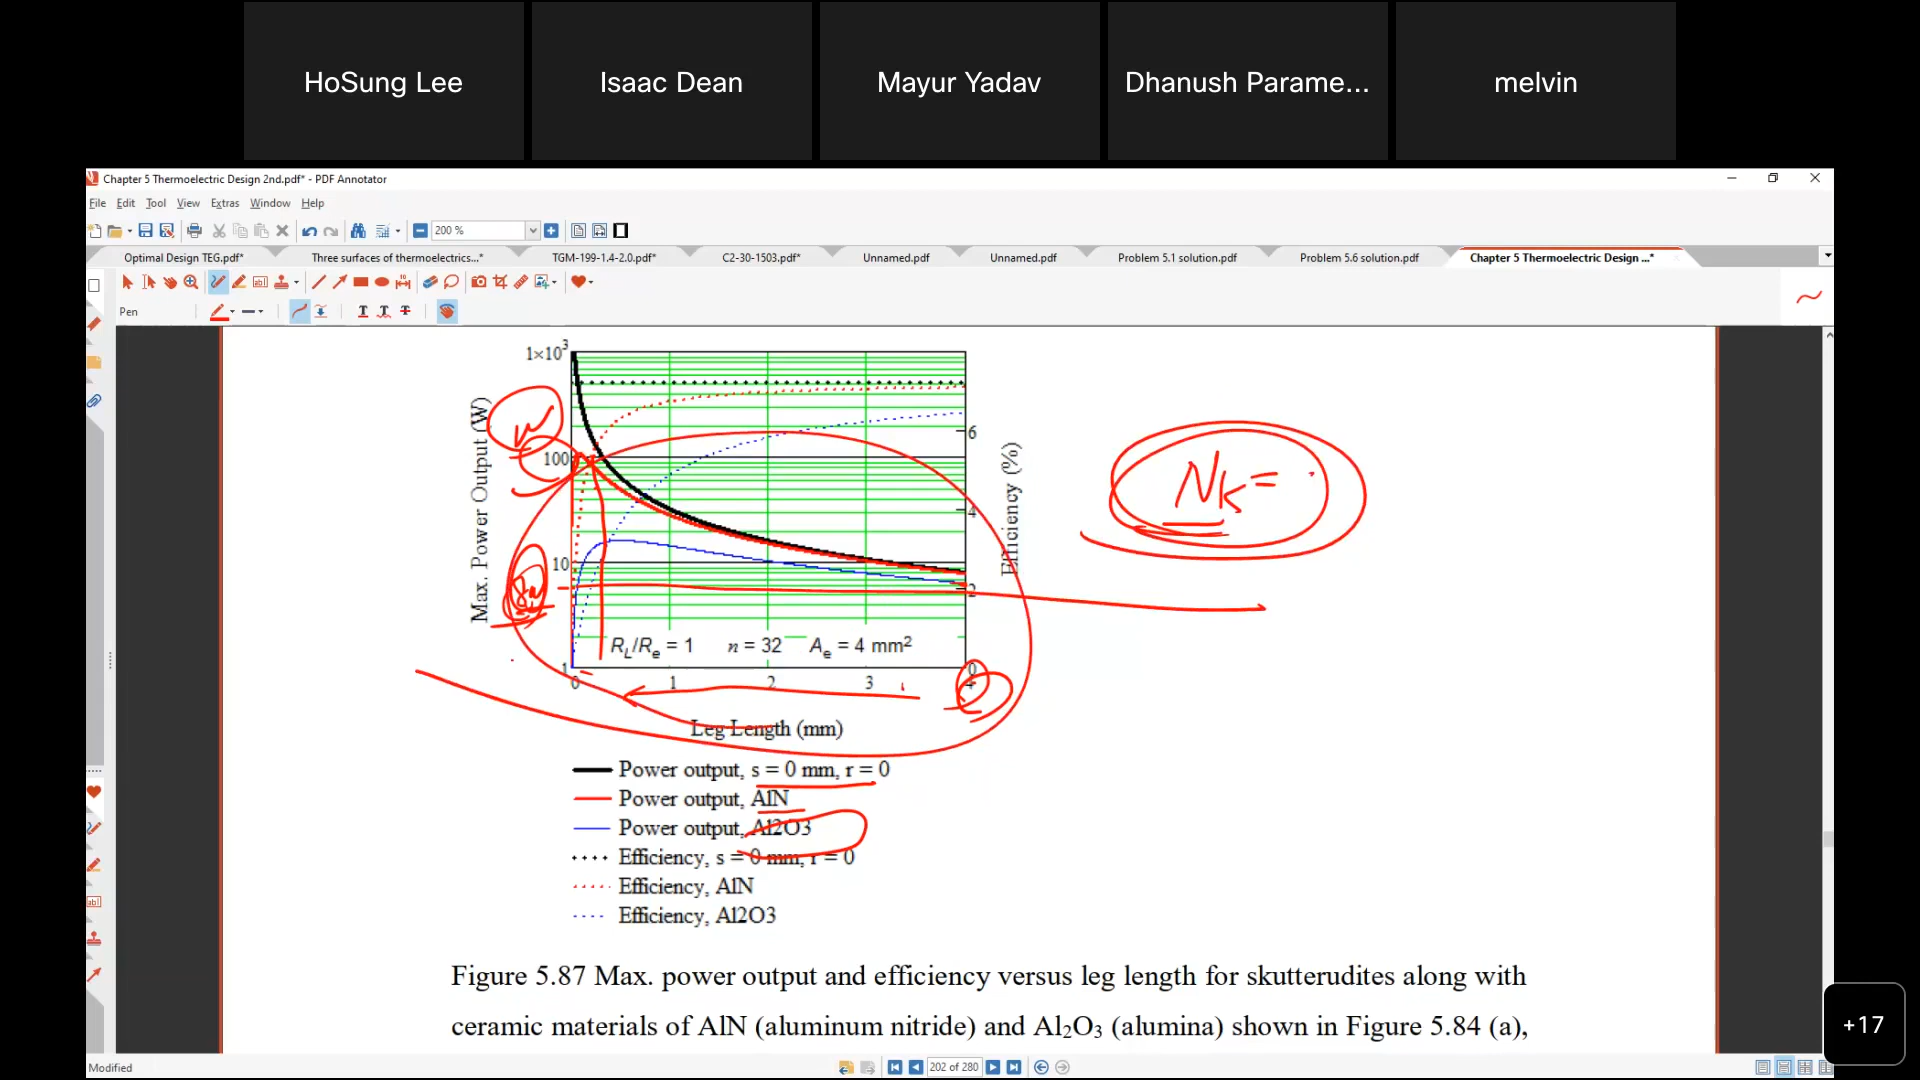 HoSung Lee
Isaac Dean
Mayur Yadav
Dhanush Parame...
melvin
Chapter 5 Thermoelectric Design 2nd.pdf* - PDF Annotator
File Edit Tool View Extras Window Help
200 %
Optimal Design TEG.pdf*
Three surfaces of thermoelectrics...*
TGM-199-1.4-2.0.pdf*
C2-30-1503.pdf*
Unnamed.pdf
Unnamed.pdf
Problem 5.1 solution.pdf
Problem 5.6 solution.pdf
Chapter 5 Thermoelectric Design ...*
Pen
1×10³
100
10
1
Max. Power Output (W)
W
8w
6
4
2
0
Efficiency (%)
N_k =
R_L/R_e = 1 n = 32 A_e = 4 mm²
0 1 2 3 4
Leg Length (mm)
Power output, s = 0 mm, r = 0
Power output, AlN
Power output, Al2O3
Efficiency, s = 0 mm, r = 0
Efficiency, AlN
Efficiency, Al2O3
Figure 5.87 Max. power output and efficiency versus leg length for skutterudites along with
ceramic materials of AlN (aluminum nitride) and Al₂O₃ (alumina) shown in Figure 5.84 (a),
+17
Modified
202 of 280